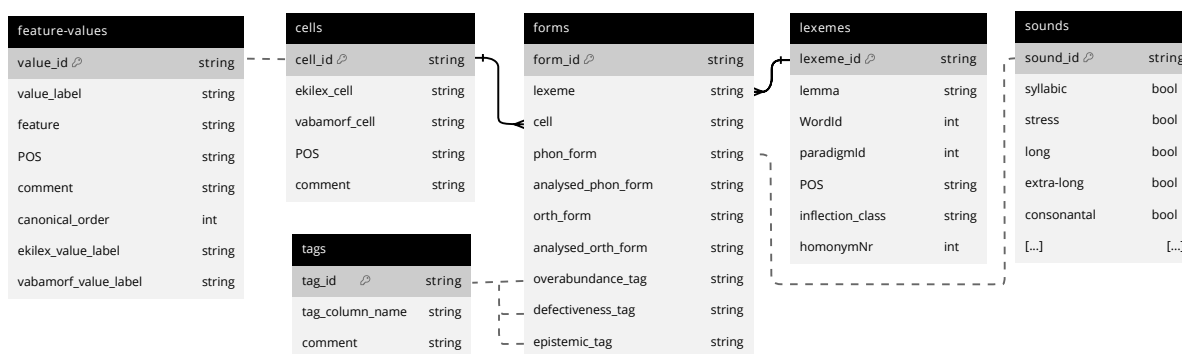 feature-values
value_id string
value_label string
feature string
POS string
comment string
canonical_order int
ekilex_value_label string
vabamorf_value_label string
cells
cell_id string
ekilex_cell string
vabamorf_cell string
POS string
comment string
tags
tag_id string
tag_column_name string
comment string
forms
form_id string
lexeme string
cell string
phon_form string
analysed_phon_form string
orth_form string
analysed_orth_form string
overabundance_tag string
defectiveness_tag string
epistemic_tag string
lexemes
lexeme_id string
lemma string
WordId int
paradigmId int
POS string
inflection_class string
homonymNr int
sounds
sound_id string
syllabic bool
stress bool
long bool
extra-long bool
consonantal bool
[...] [...]